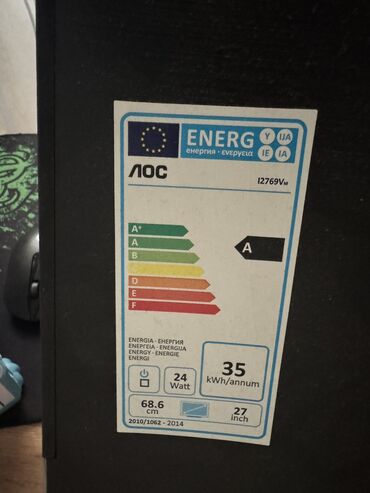 ENERG Y IJA
енергия · ενεργεια IE IA
AOC
I2769VM
A+
A
B
D
E
F
A
ENERGIA · ЕНЕРГИЯ
ΕΝΕΡΓΕΙΑ · ENERGIJA
ENERGY · ENERGIE
ENERGI
24
Watt
35
kWh/annum
68.6
cm
27
inch
2010/1062 - 2014